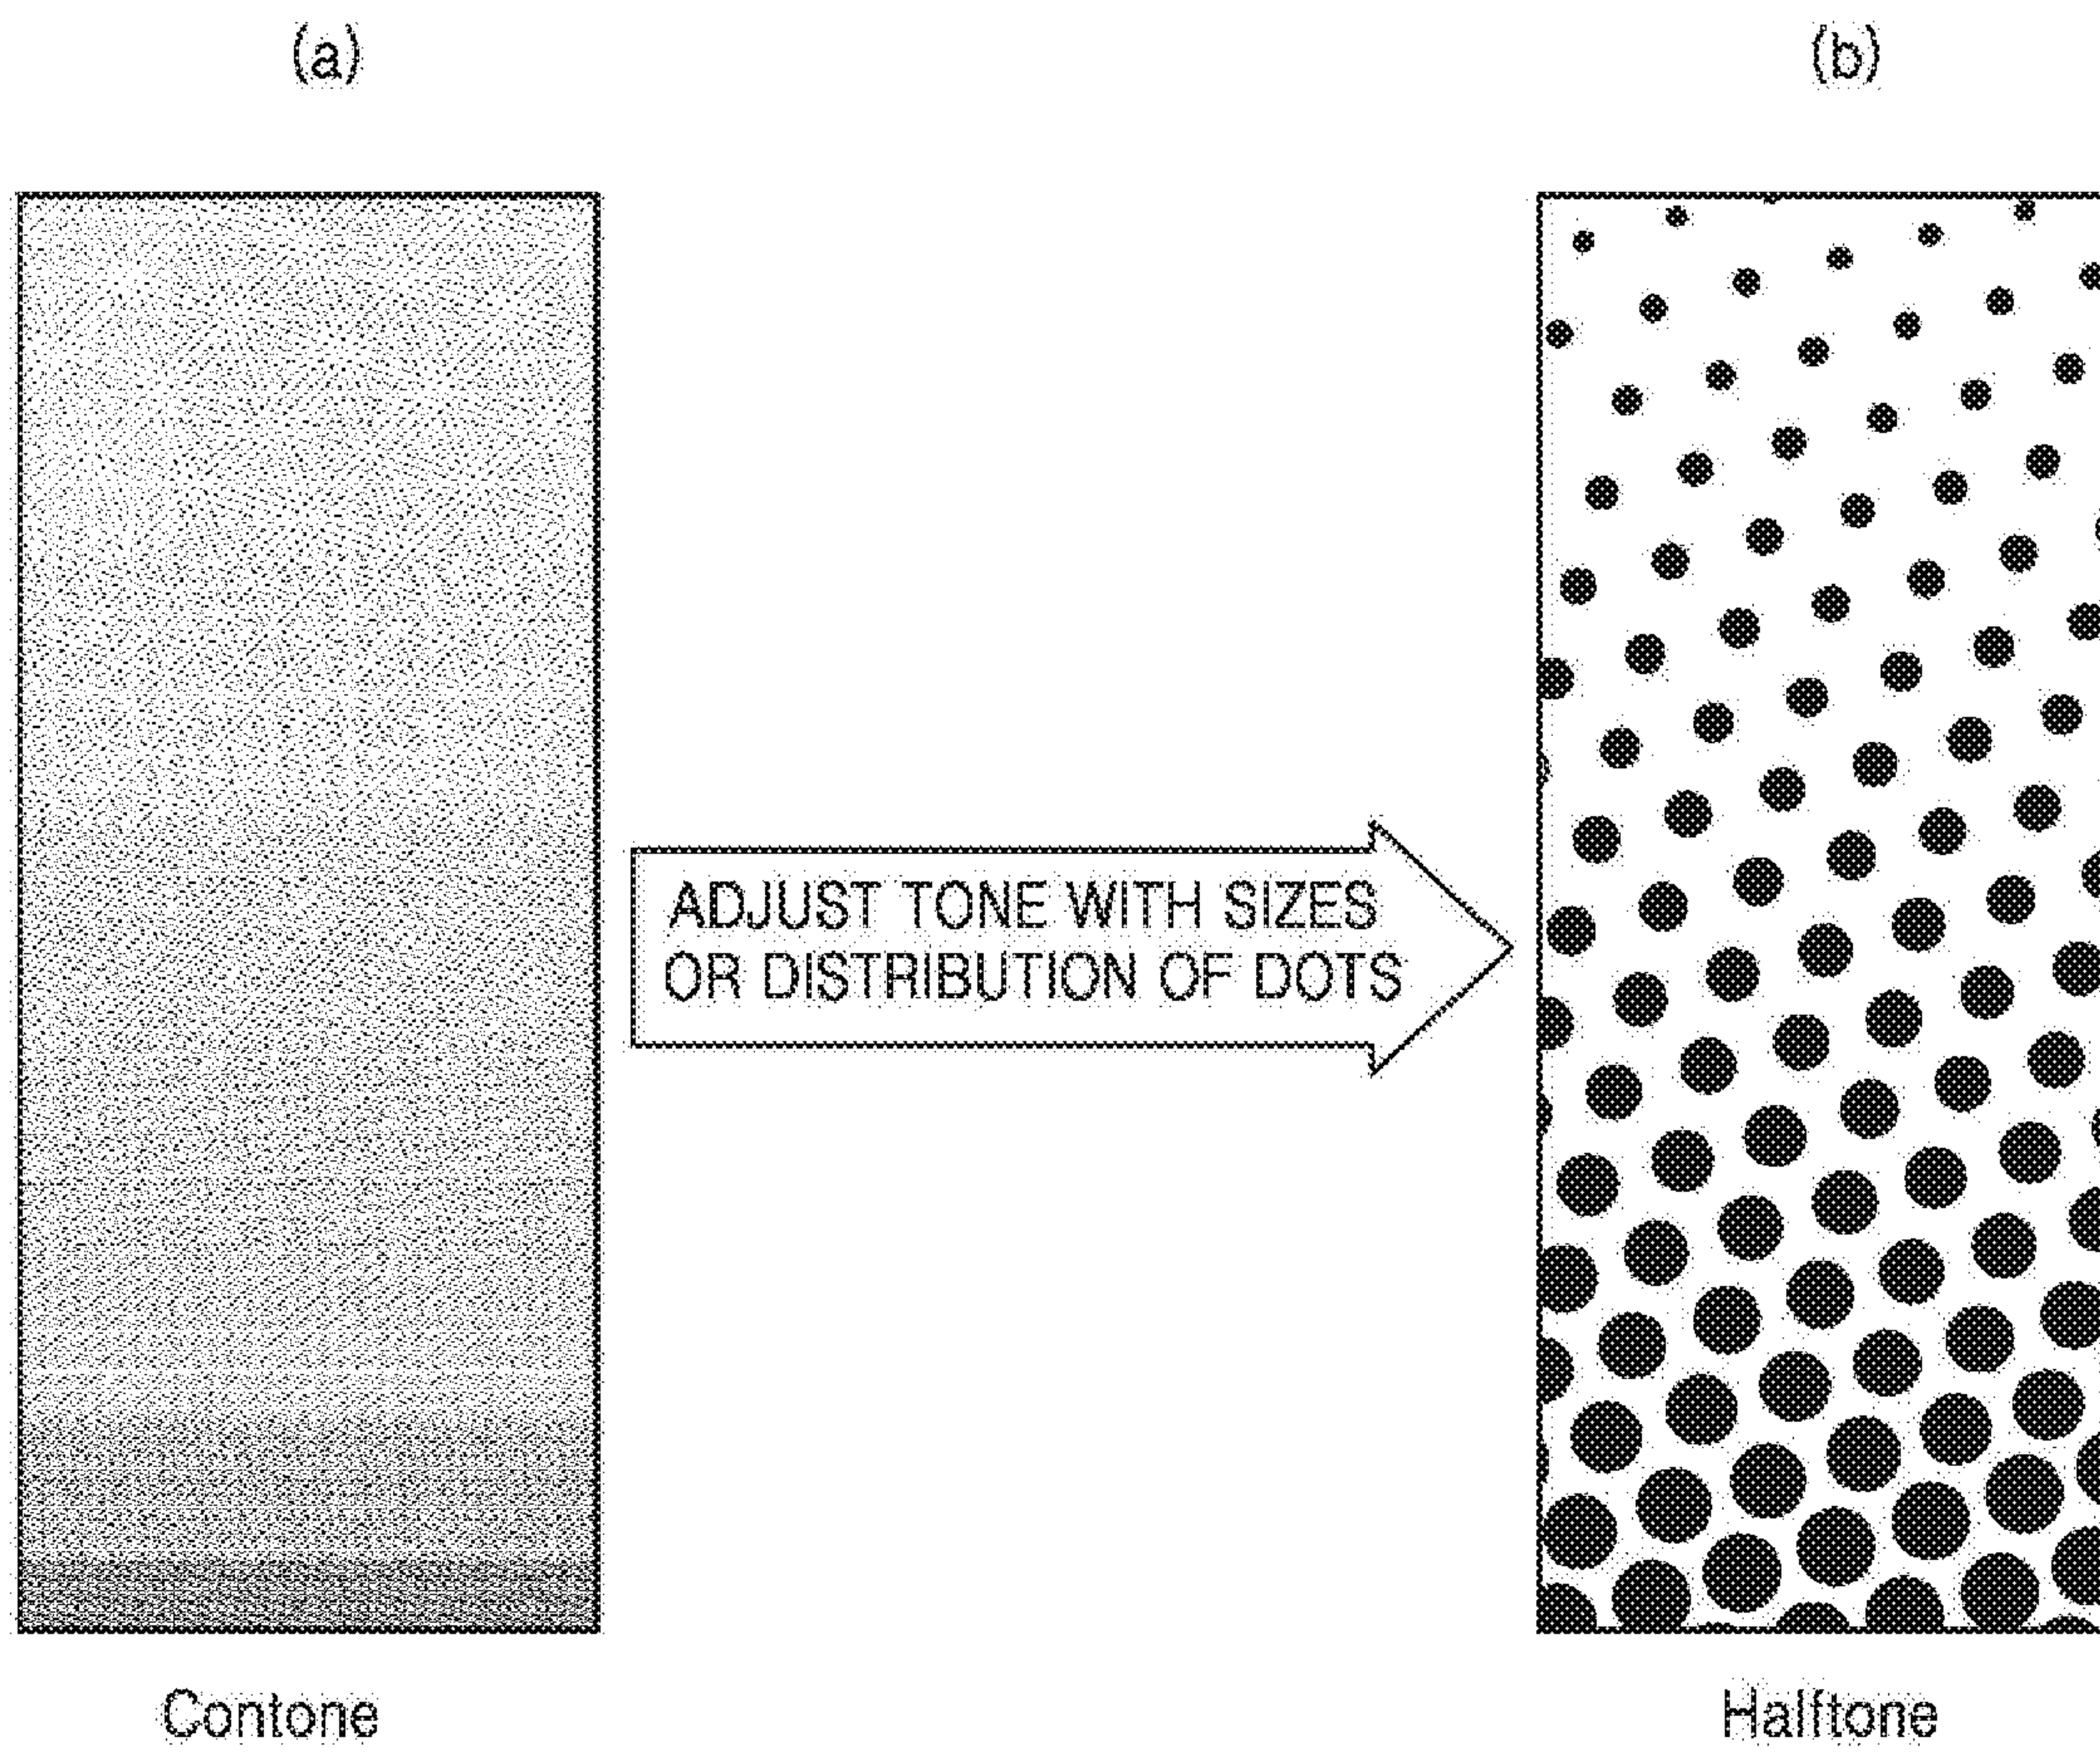 (a)
(b)
ADJUST TONE WITH SIZES
OR DISTRIBUTION OF DOTS
Contone
Halftone